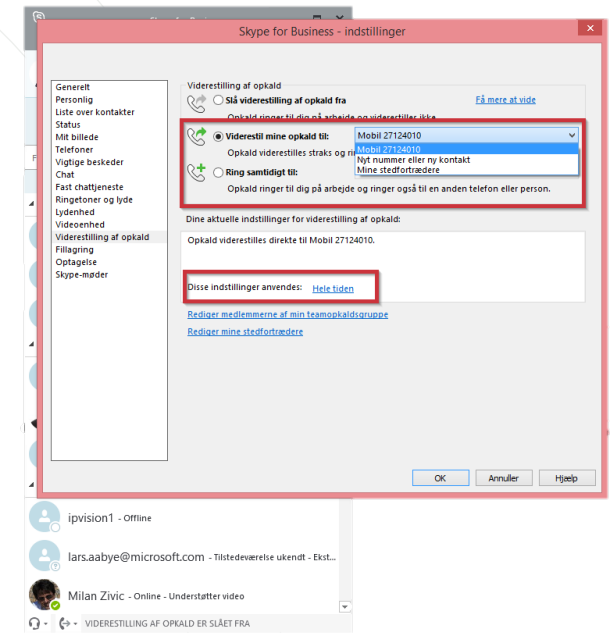 Skype for Business - indstillinger
Generelt
Personlig
Liste over kontakter
Status
Mit billede
Telefoner
Vigtige beskeder
Chat
Fast chattjeneste
Ringetoner og lyde
Lydenhed
Videoenhed
Viderestilling af opkald
Fillagring
Optagelse
Skype-møder
Viderestilling af opkald
Slå viderestilling af opkald fra
Få mere at vide
Opkald ringer til dig på arbejde og viderestilles ikke.
Viderestil mine opkald til:
Mobil 27124010
Opkald viderestilles straks og
Mobil 27124010
Nyt nummer eller ny kontakt
Mine stedfortrædere
Ring samtidigt til:
Opkald ringer til dig på arbejde og ringer også til en anden telefon eller person.
Dine aktuelle indstillinger for viderestilling af opkald:
Opkald viderestilles direkte til Mobil 27124010.
Disse indstillinger anvendes: Hele tiden
Rediger medlemmerne af min teamopkaldsgruppe
Rediger mine stedfortrædere
OK
Annuller
Hjælp
ipvision1 - Offline
lars.aabye@microsoft.com - Tilstedeværelse ukendt - Ekst...
Milan Zivic - Online - Understøtter video
VIDERESTILLING AF OPKALD ER SLÅET FRA